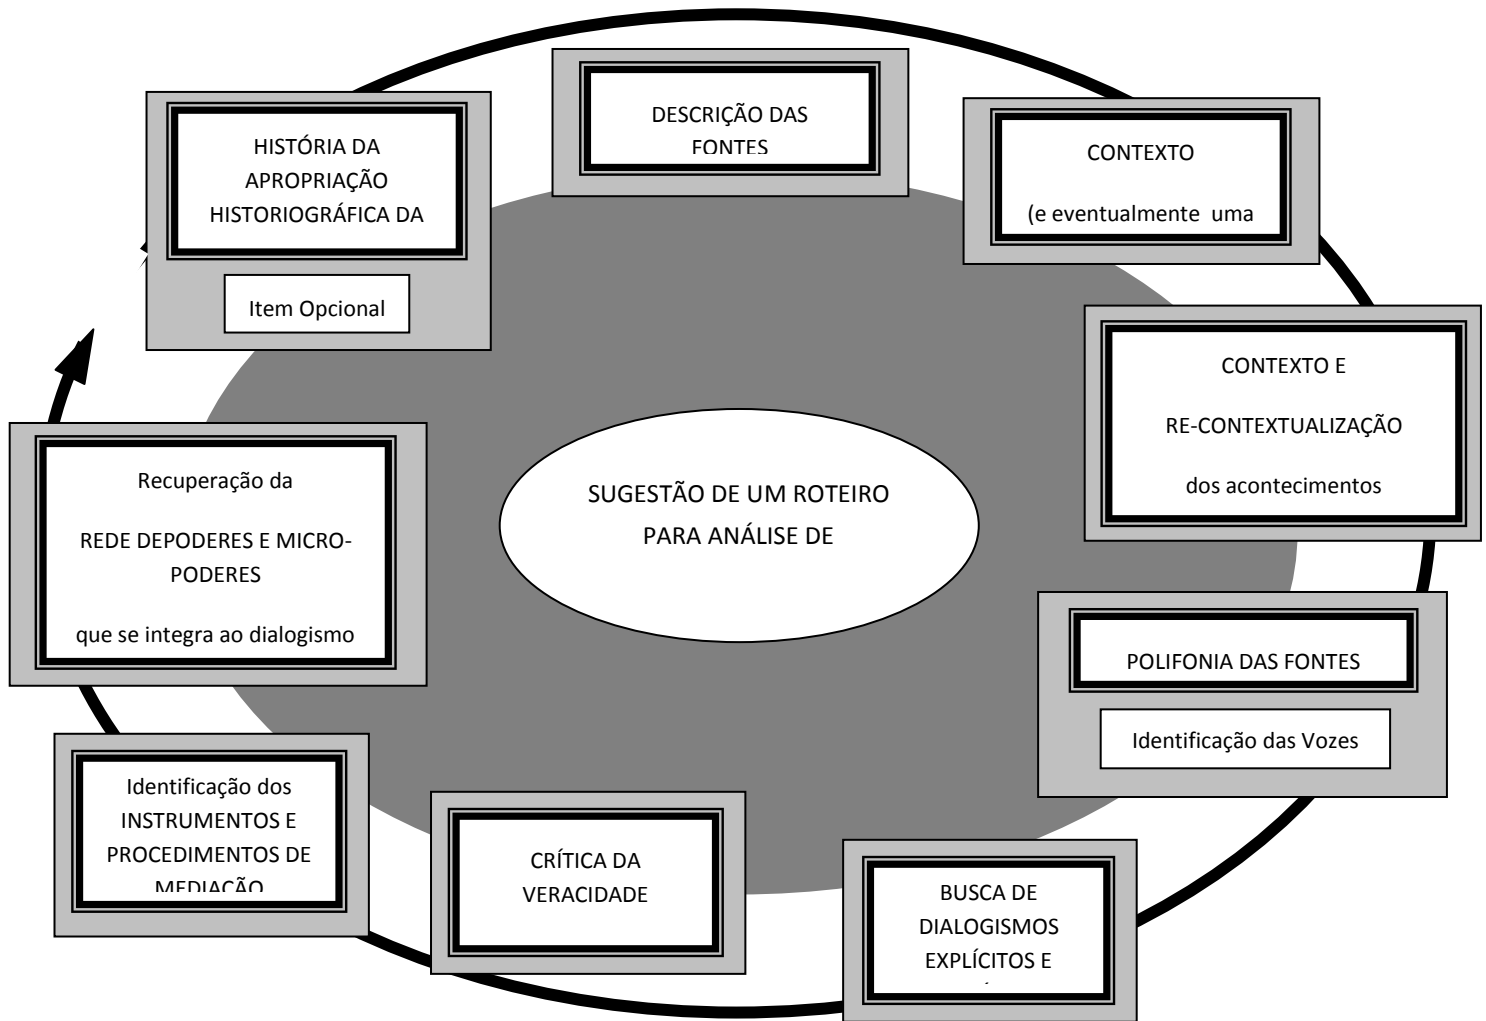 DESCRIÇÃO DAS
FONTES
CONTEXTO
(e eventualmente uma
CONTEXTO E
RE-CONTEXTUALIZAÇÃO
dos acontecimentos
POLIFONIA DAS FONTES
Identificação das Vozes
BUSCA DE
DIALOGISMOS
EXPLÍCITOS E
CRÍTICA DA
VERACIDADE
Identificação dos
INSTRUMENTOS E
PROCEDIMENTOS DE
MEDIAÇÃO
Recuperação da
REDE DEPODERES E MICRO-
PODERES
que se integra ao dialogismo
HISTÓRIA DA
APROPRIAÇÃO
HISTORIOGRÁFICA DA
Item Opcional
SUGESTÃO DE UM ROTEIRO
PARA ANÁLISE DE